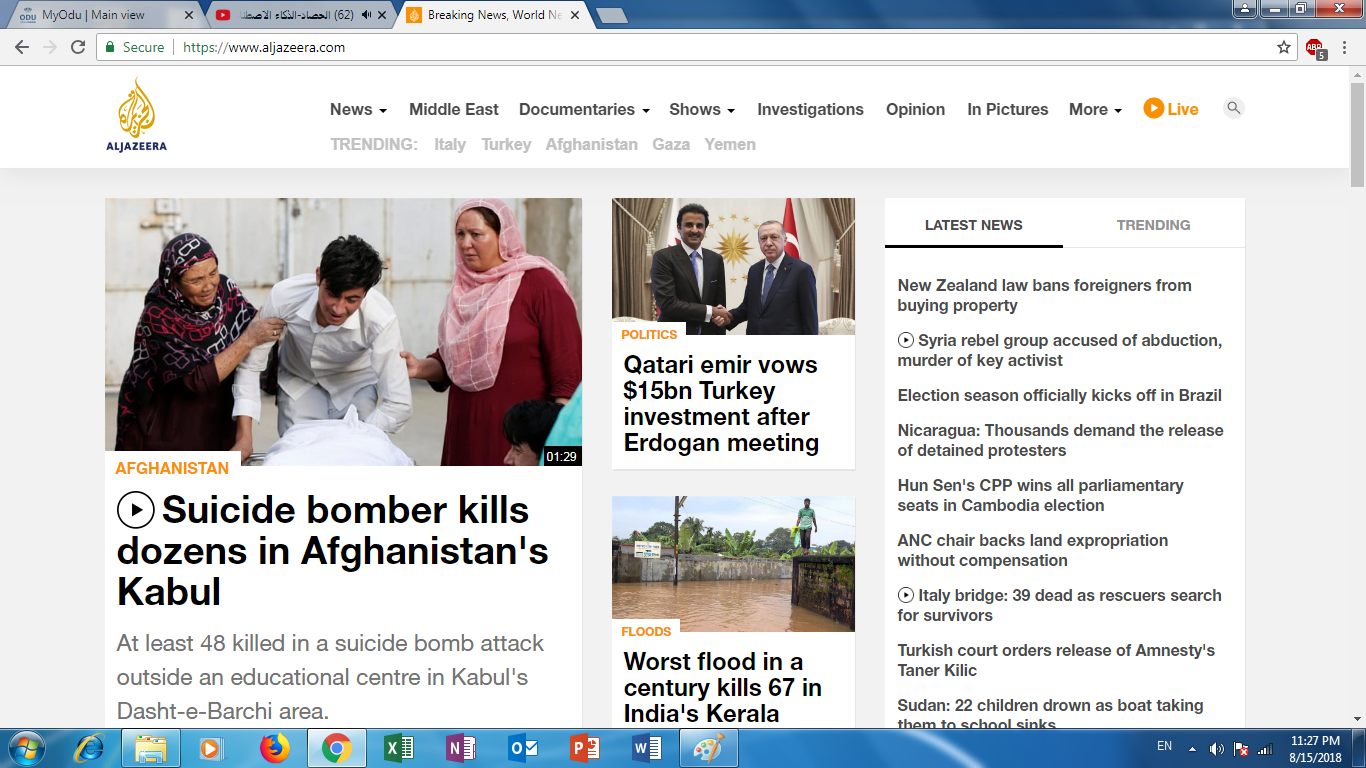 MyOdu | Main view
(62) الحصاد-الذكاء الاصطنا
Breaking News, World Ne
Secure
https://www.aljazeera.com
ABP
5
ALJAZEERA
News
Middle East
Documentaries
Shows
Investigations
Opinion
In Pictures
More
Live
TRENDING:
Italy
Turkey
Afghanistan
Gaza
Yemen
01:29
AFGHANISTAN
Suicide bomber kills
dozens in Afghanistan's
Kabul
At least 48 killed in a suicide bomb attack
outside an educational centre in Kabul's
Dasht-e-Barchi area.
POLITICS
Qatari emir vows
$15bn Turkey
investment after
Erdogan meeting
FLOODS
Worst flood in a
century kills 67 in
India's Kerala
LATEST NEWS
TRENDING
New Zealand law bans foreigners from
buying property
Syria rebel group accused of abduction,
murder of key activist
Election season officially kicks off in Brazil
Nicaragua: Thousands demand the release
of detained protesters
Hun Sen's CPP wins all parliamentary
seats in Cambodia election
ANC chair backs land expropriation
without compensation
Italy bridge: 39 dead as rescuers search
for survivors
Turkish court orders release of Amnesty's
Taner Kilic
Sudan: 22 children drown as boat taking
them to school sinks
EN
11:27 PM
8/15/2018